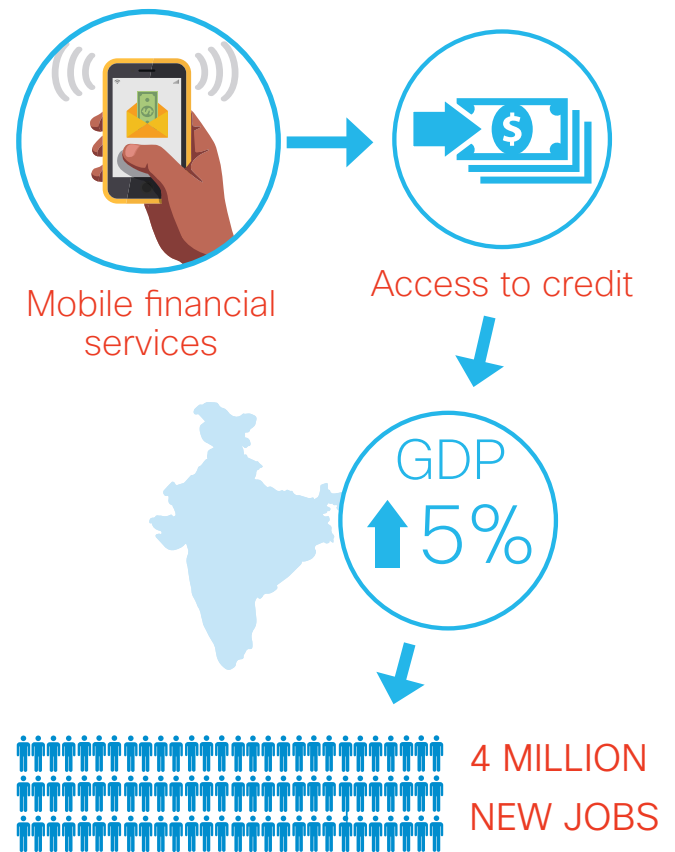 $
$
Mobile financial
services
Access to credit
GDP
5%
4 MILLION
NEW JOBS